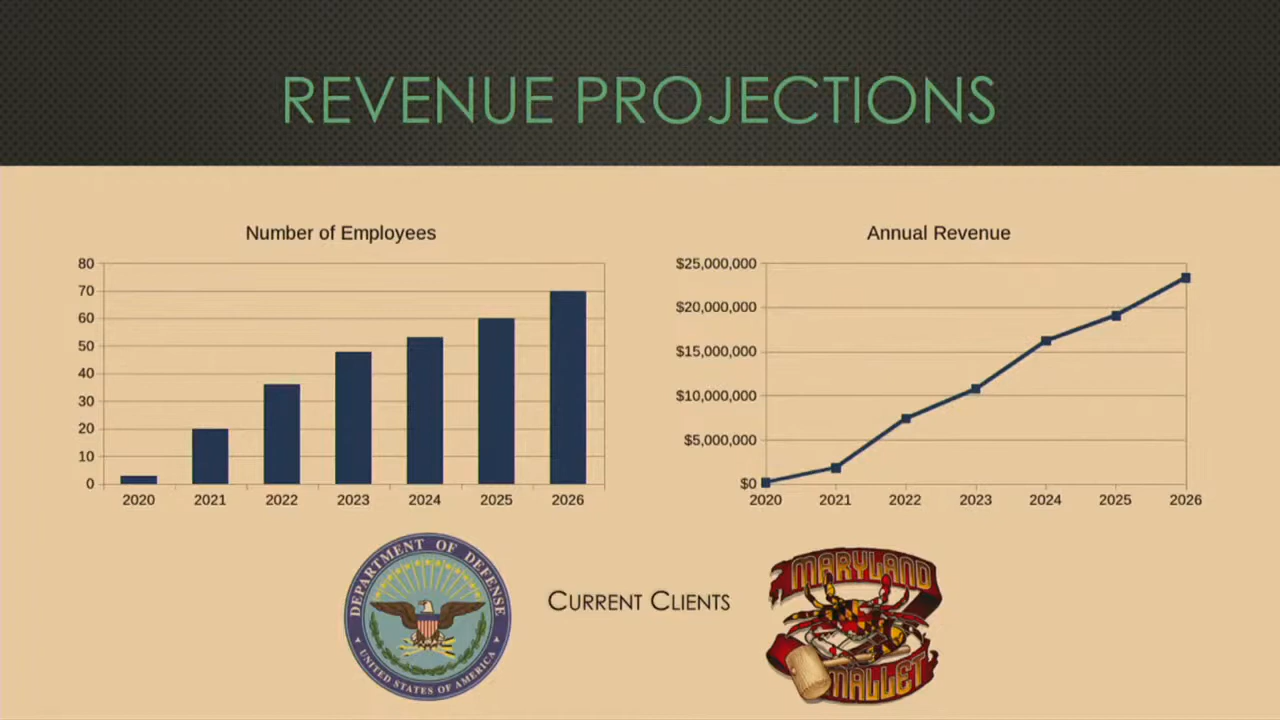 REVENUE PROJECTIONS
Number of Employees
80
70
60
50
40
30
20
10
0
2020 2021 2022 2023 2024 2025 2026
Annual Revenue
$25,000,000
$20,000,000
$15,000,000
$10,000,000
$5,000,000
$0
2020 2021 2022 2023 2024 2025 2026
DEPARTMENT OF DEFENSE
UNITED STATES OF AMERICA
CURRENT CLIENTS
MARYLAND
MALLET